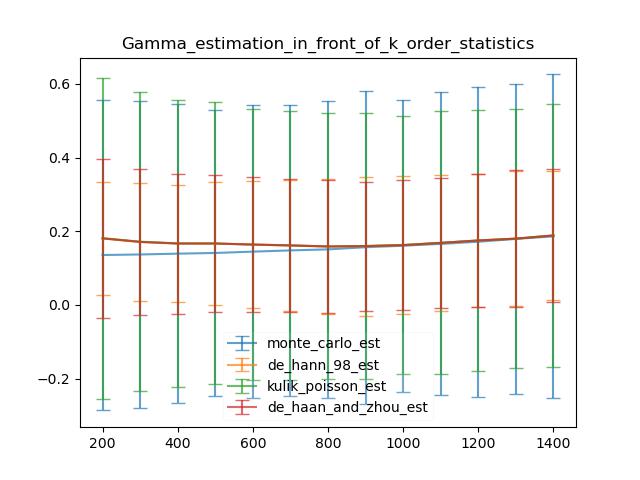 Gamma_estimation_in_front_of_k_order_statistics
0.6
0.4
0.2
0.0
−0.2
monte_carlo_est
de_hann_98_est
kulik_poisson_est
de_haan_and_zhou_est
200 400 600 800 1000 1200 1400